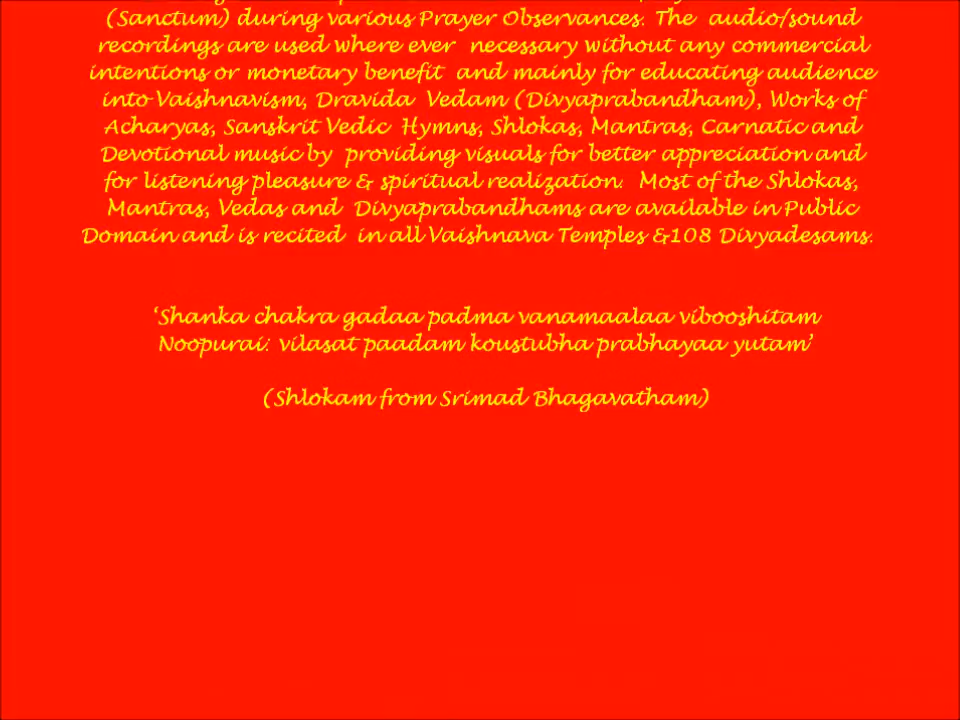 (Sanctum) during various Prayer Observances. The audio/sound
recordings are used where ever necessary without any commercial
intentions or monetary benefit and mainly for educating audience
into Vaishnavism, Dravida Vedam (Divyaprabandham), Works of
Acharyas, Sanskrit Vedic Hymns, Shlokas, Mantras, Carnatic and
Devotional music by providing visuals for better appreciation and
for listening pleasure & spiritual realization. Most of the Shlokas,
Mantras, Vedas and Divyaprabandhams are available in Public
Domain and is recited in all Vaishnava Temples &108 Divyadesams.
‘Shanka chakra gadaa padma vanamaalaa vibooshitam
Noopurai: vilasat paadam koustubha prabhayaa yutam’
(Shlokam from Srimad Bhagavatham)